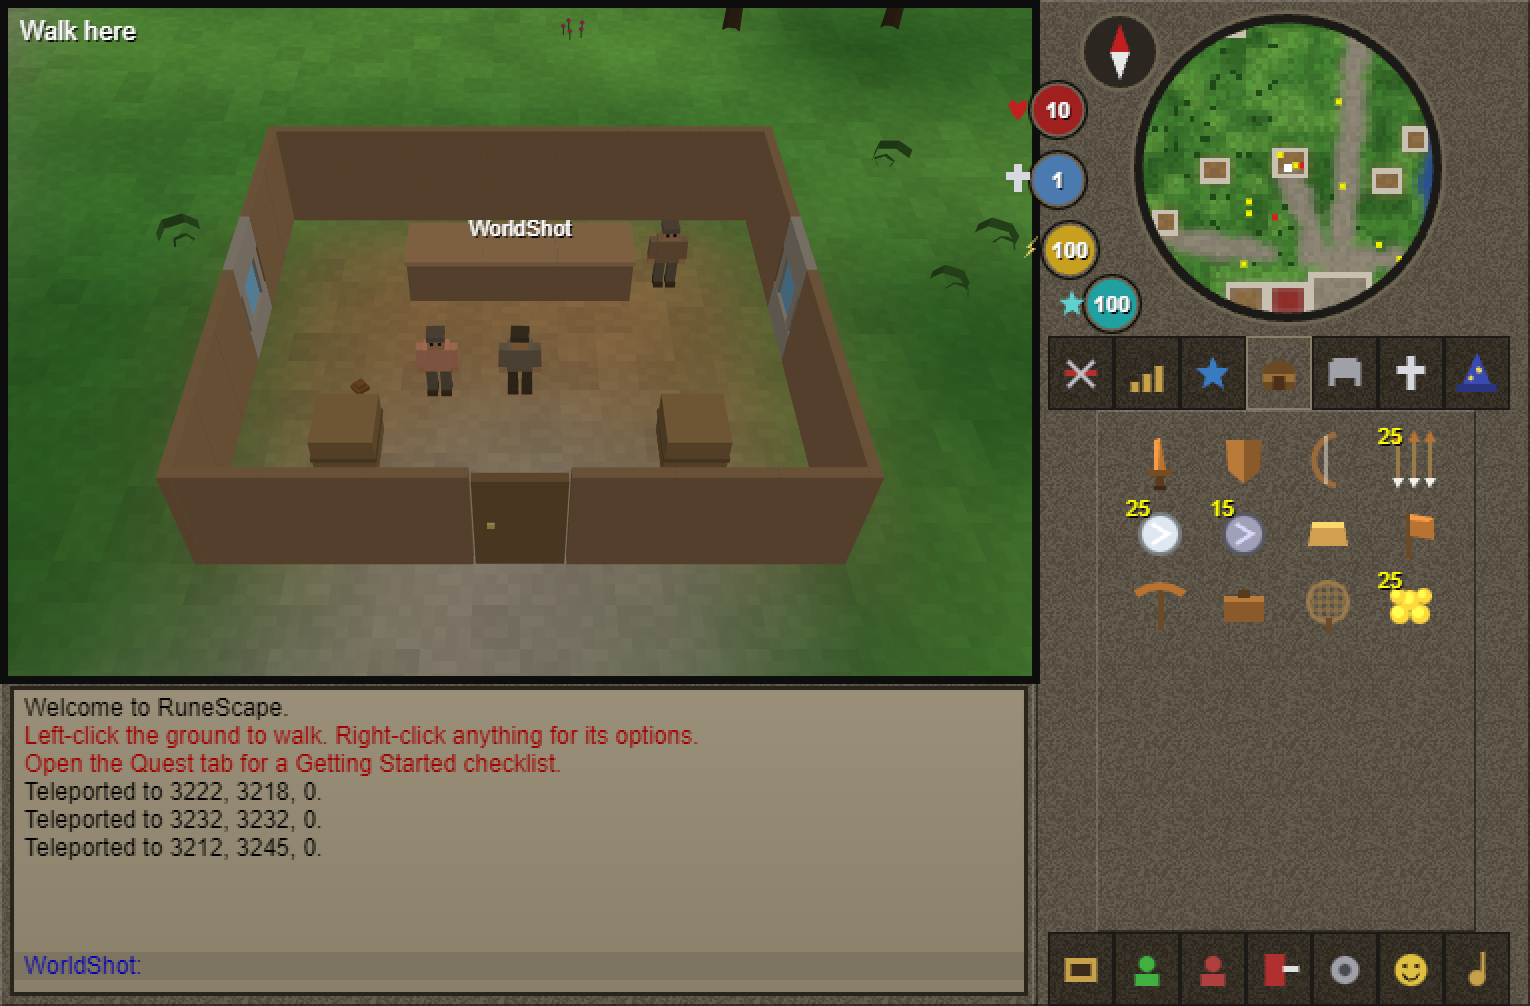 Walk here
10
1
100
100
WorldShot
25
25
15
25
Welcome to RuneScape.
Left-click the ground to walk. Right-click anything for its options.
Open the Quest tab for a Getting Started checklist.
Teleported to 3222, 3218, 0.
Teleported to 3232, 3232, 0.
Teleported to 3212, 3245, 0.
WorldShot: